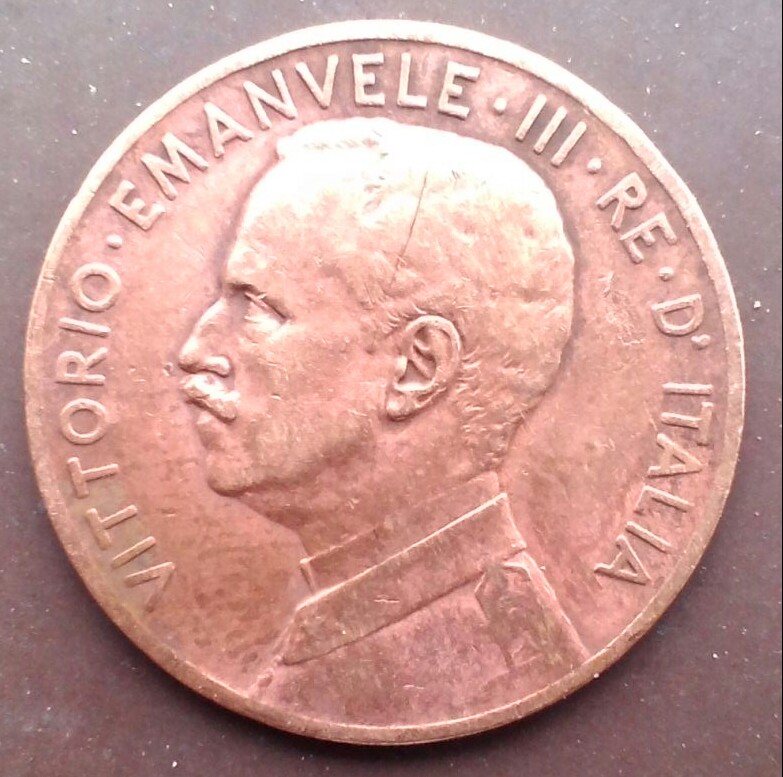 VITTORIO · EMANVELE · III · RE · D' ITALIA